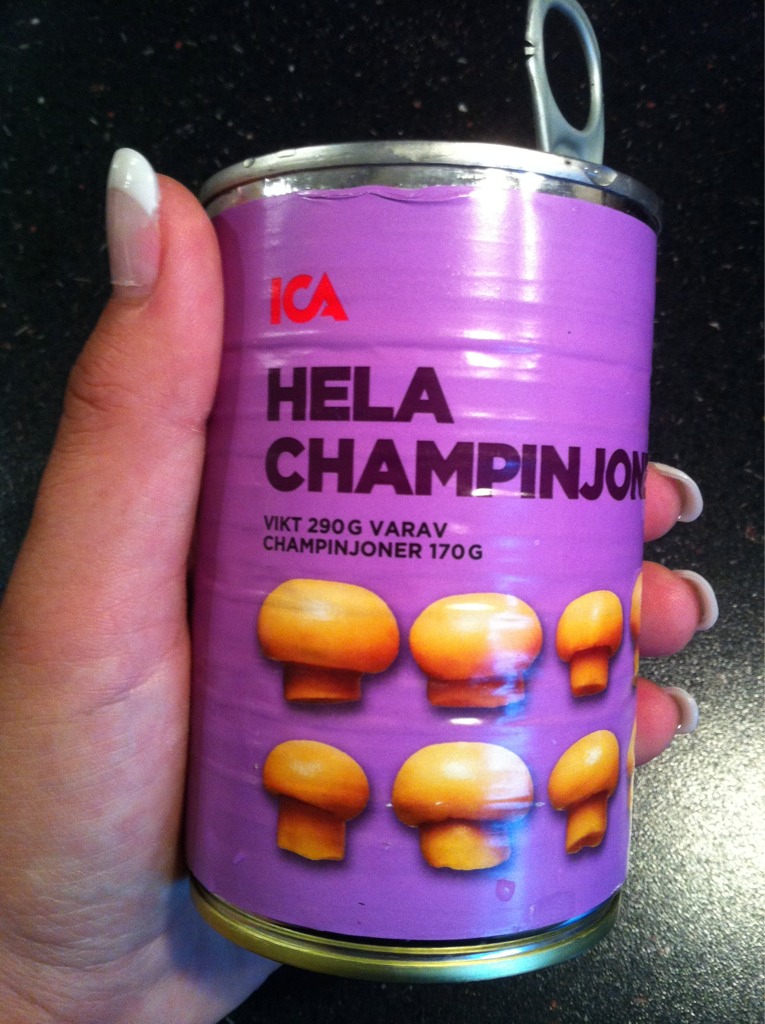 ICA
HELA
CHAMPINJON
VIKT 290G VARAV
CHAMPINJONER 170G